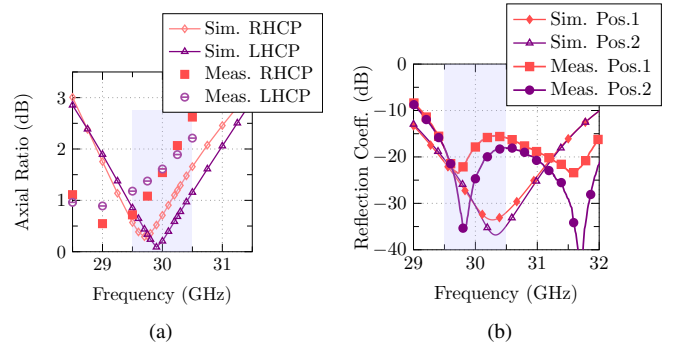 Sim. RHCP
Sim. LHCP
Meas. RHCP
Meas. LHCP
3
2
1
0
Axial Ratio (dB)
29
30
31
Frequency (GHz)
(a)
Sim. Pos.1
Sim. Pos.2
Meas. Pos.1
Meas. Pos.2
0
−10
−20
−30
−40
Reflection Coeff. (dB)
29
30
31
32
Frequency (GHz)
(b)